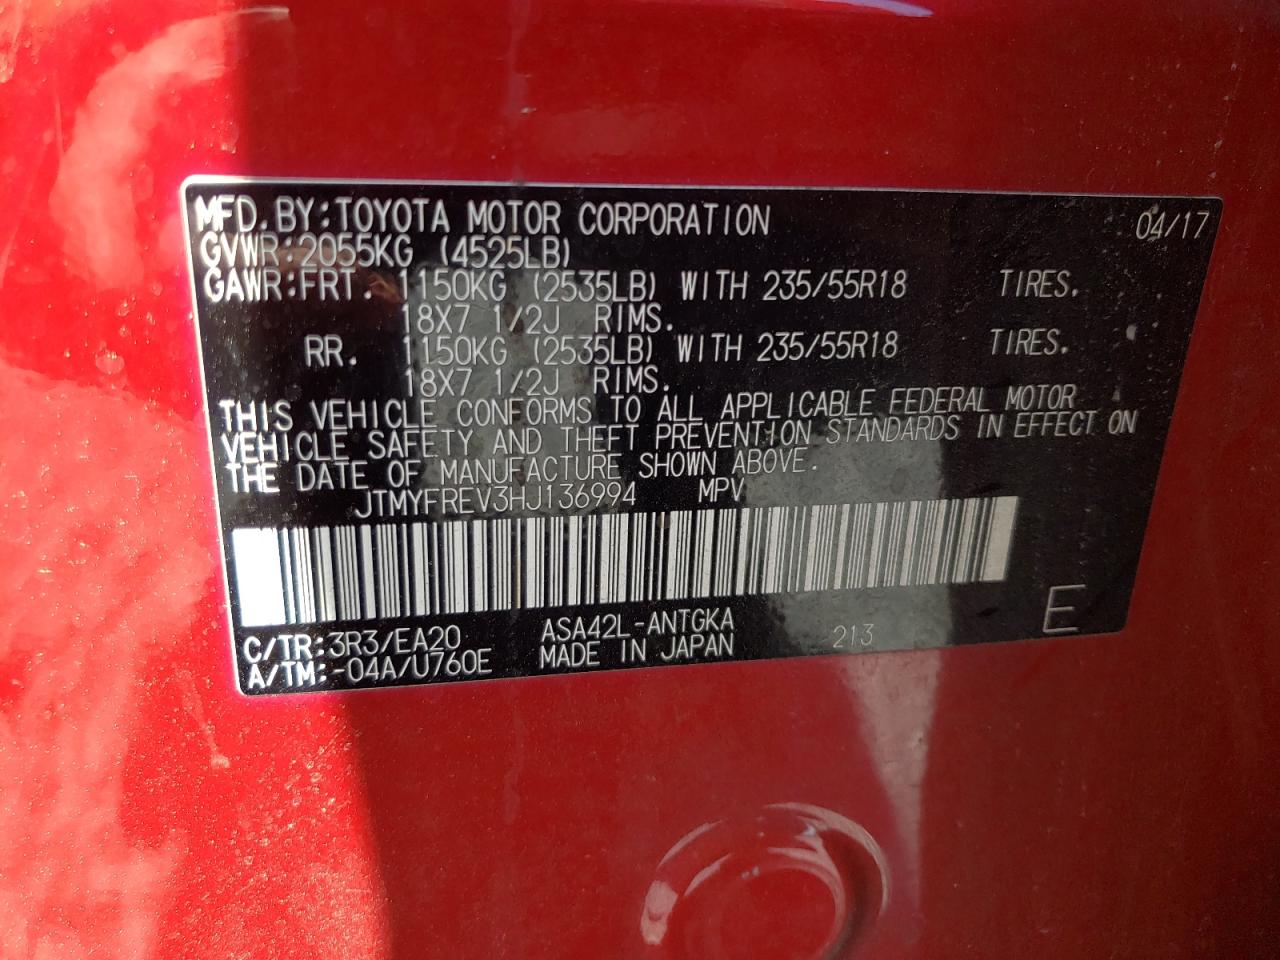 MFD. BY: TOYOTA MOTOR CORPORATION 04/17
GVWR: 2055KG (4525LB)
GAWR: FRT. 1150KG (2535LB) WITH 235/55R18 TIRES.
18X7 1/2J RIMS.
RR. 1150KG (2535LB) WITH 235/55R18 TIRES.
18X7 1/2J RIMS.
THIS VEHICLE CONFORMS TO ALL APPLICABLE FEDERAL MOTOR
VEHICLE SAFETY AND THEFT PREVENTION STANDARDS IN EFFECT ON
THE DATE OF MANUFACTURE SHOWN ABOVE.
JTMYFREV3HJ136994 MPV
C/TR: 3R3/EA20 ASA42L-ANTGKA 213 E
A/TM: -04A/U760E MADE IN JAPAN